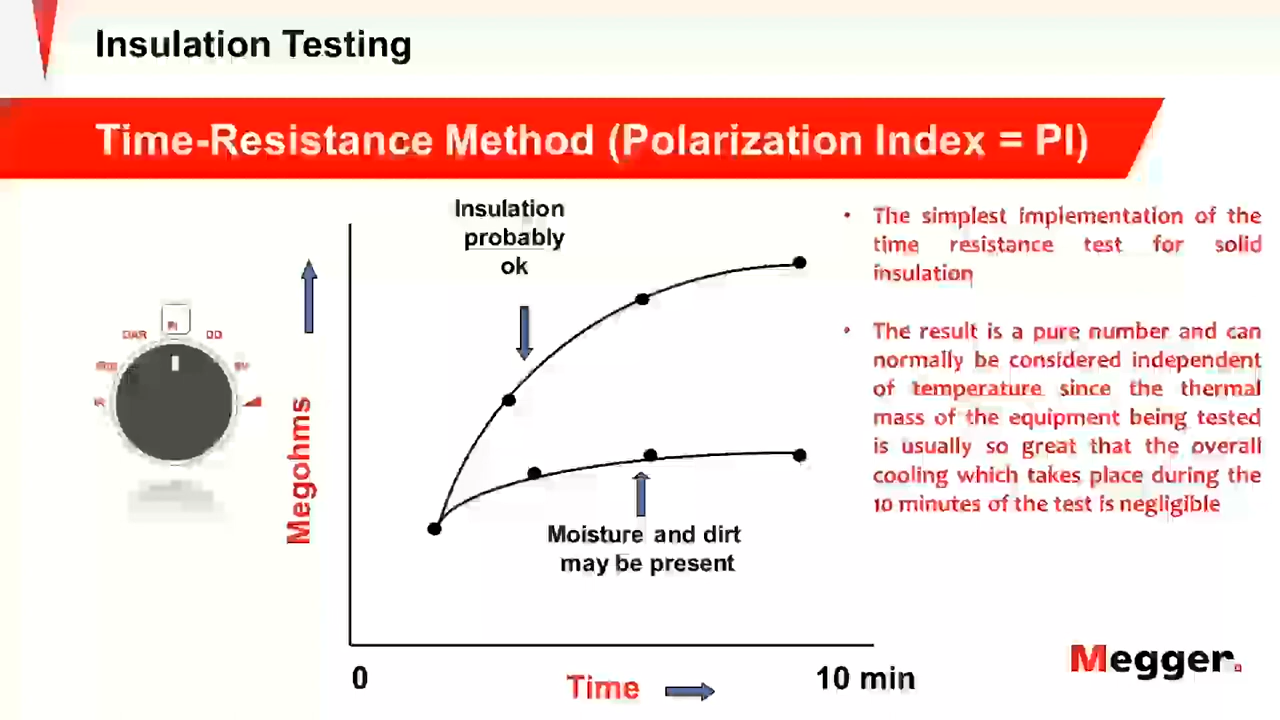 Insulation Testing
Time-Resistance Method (Polarization Index = PI)
Insulation
probably
ok
• The simplest implementation of the
time resistance test for solid
insulation
• The result is a pure number and can
normally be considered independent
of temperature since the thermal
mass of the equipment being tested
is usually so great that the overall
cooling which takes place during the
10 minutes of the test is negligible
PI
DAR
DD
SV
Megohms
Moisture and dirt
may be present
0
Time
10 min
Megger.